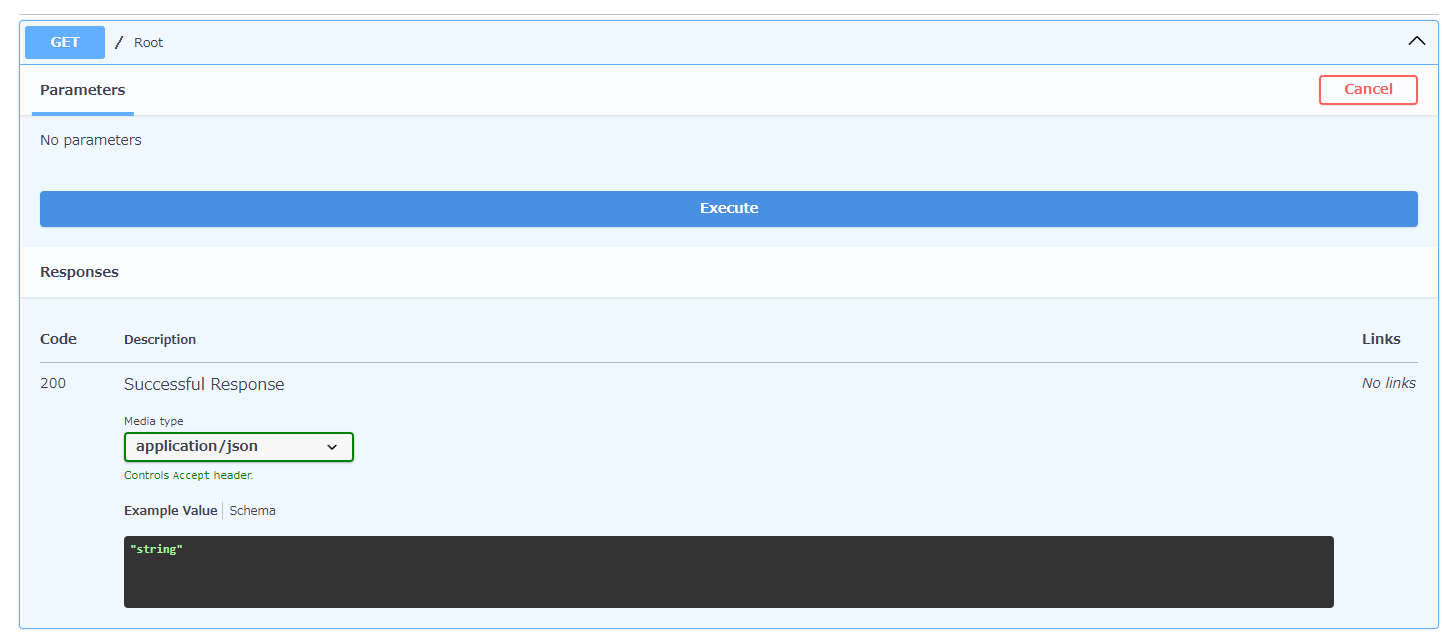 GET / Root
Parameters Cancel
No parameters
Execute
Responses
Code Description Links
200 Successful Response No links
Media type
application/json
Controls Accept header.
Example Value Schema
"string"